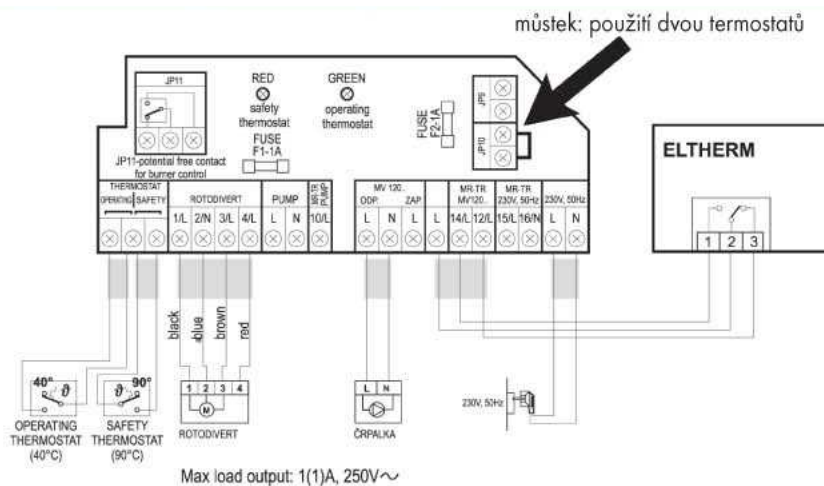 můstek: použití dvou termostatů
JP11
RED
safety
thermostat
GREEN
operating
thermostat
FUSE
F1-1A
FUSE
F2-1A
JP9
JP10
JP11-potential free contact
for burner control
ELTHERM
THERMOSTAT
OPERATING
SAFETY
ROTODIVERT
1/L 2/N 3/L 4/L
PUMP
L N
MR-TR
PUMP
10/L
MV 120..
ODP. ZAP.
L N L L
MR-TR
MV120..
14/L 12/L
MR-TR
230V, 50Hz
15/L 16/N
230V, 50Hz
L N
1 2 3
black
blue
brown
red
40° ϑ
ϑ 90°
OPERATING
THERMOSTAT
(40°C)
SAFETY
THERMOSTAT
(90°C)
1 2 3 4
M
ROTODIVERT
L N
ČRPALKA
230V, 50Hz
Max load output: 1(1)A, 250V~